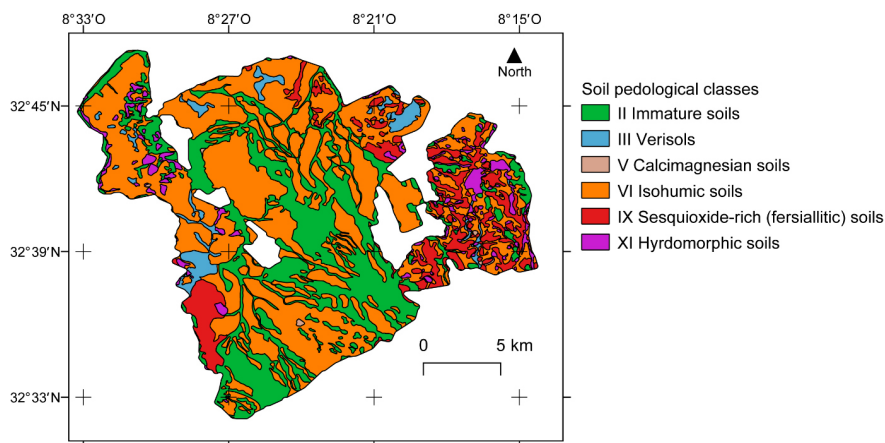 8°33'O 8°27'O 8°21'O 8°15'O
North
32°45'N
32°39'N
32°33'N
0 5 km
Soil pedological classes
II Immature soils
III Verisols
V Calcimagnesian soils
VI Isohumic soils
IX Sesquioxide-rich (fersiallitic) soils
XI Hyrdomorphic soils